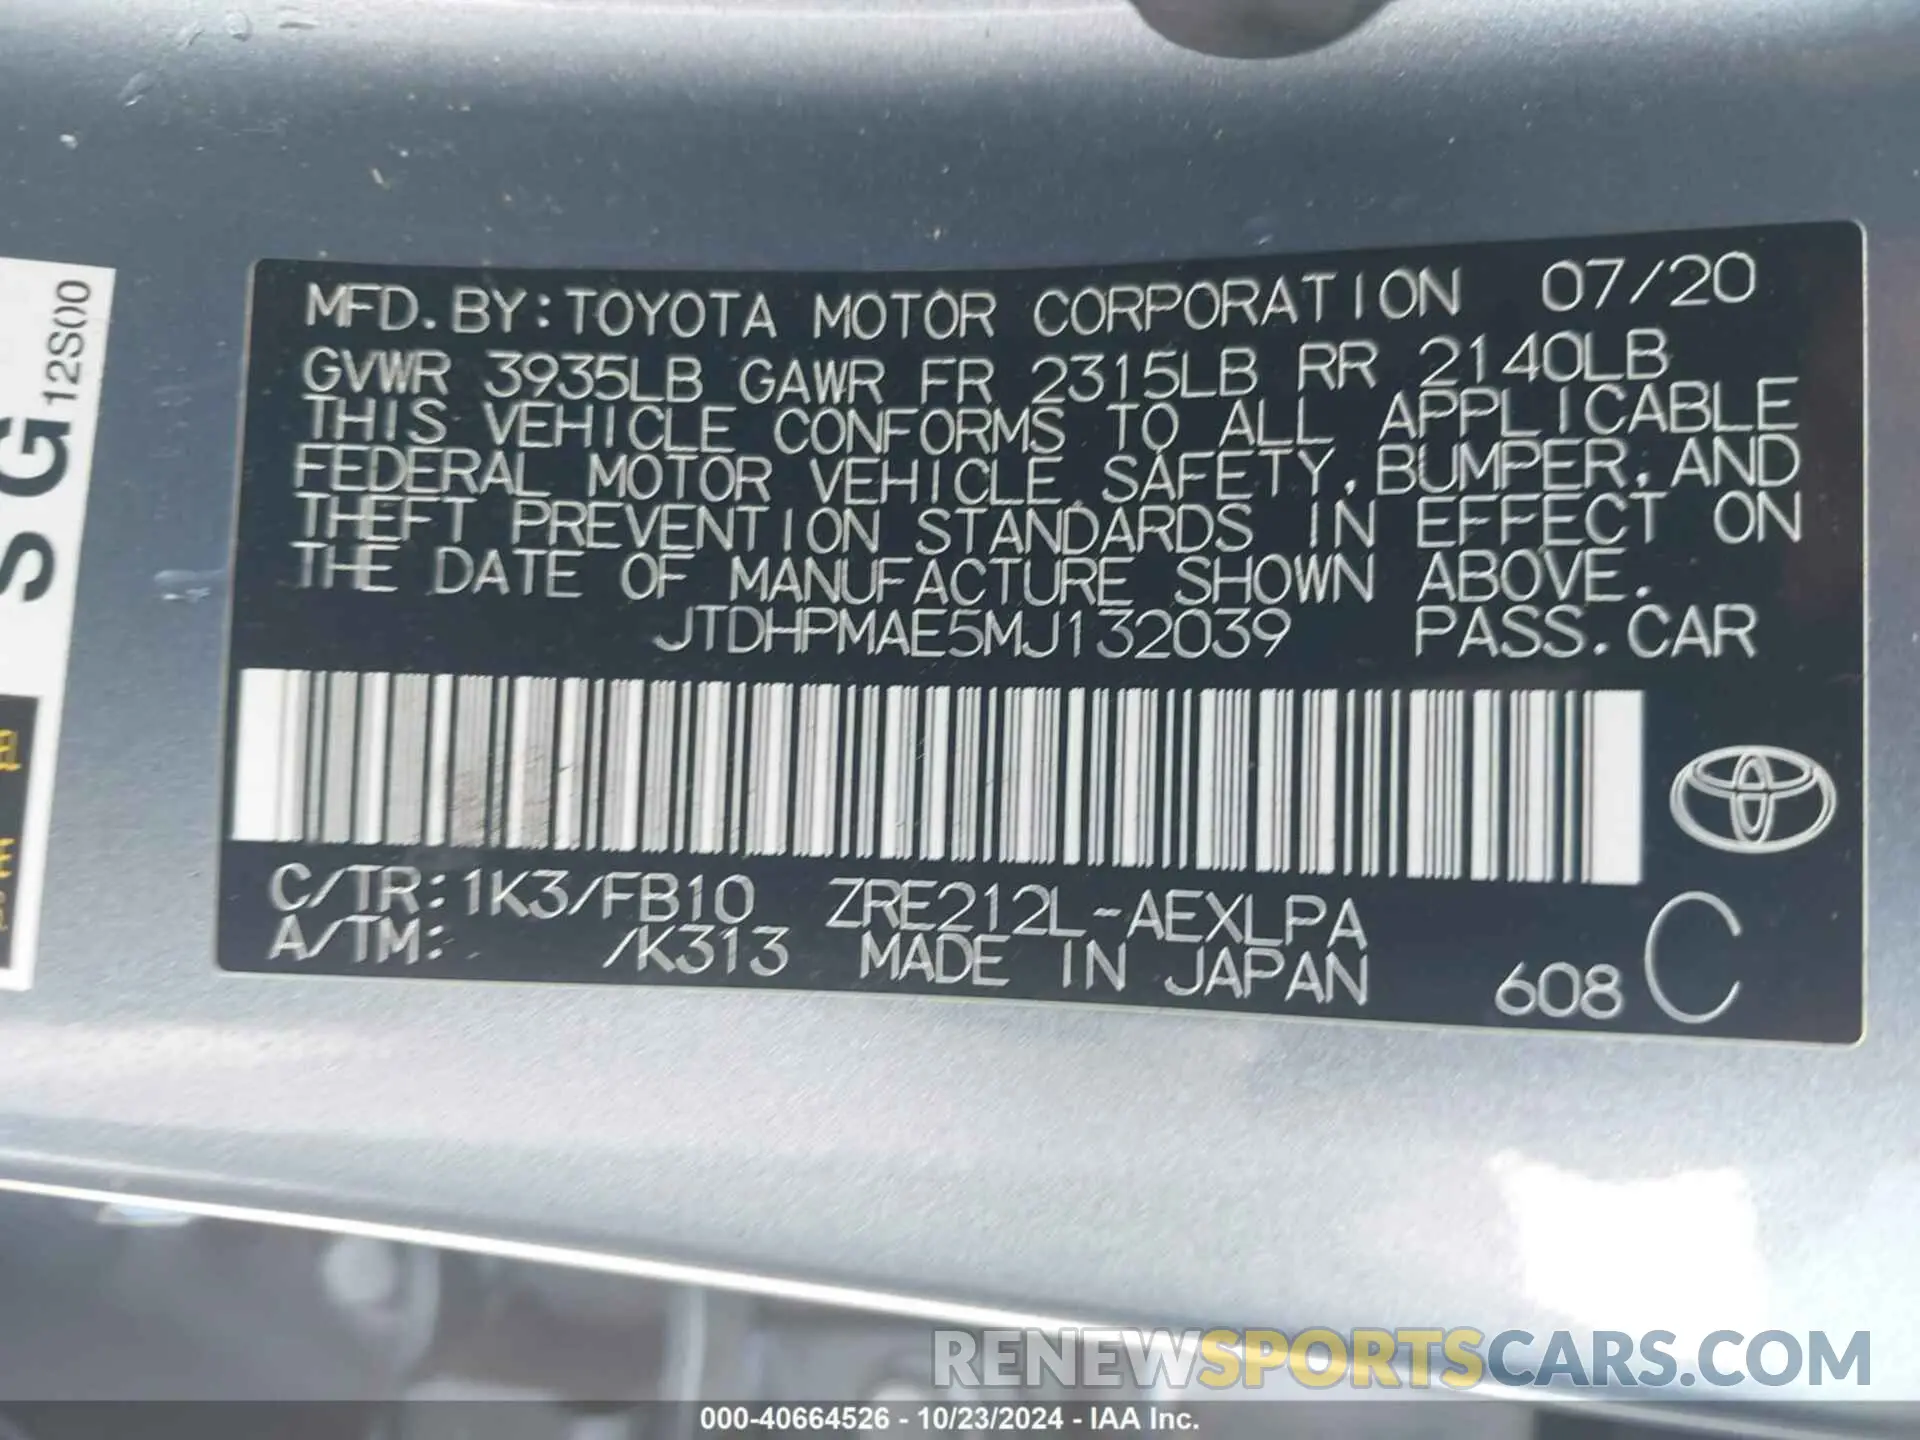 SG12S00
MFD. BY: TOYOTA MOTOR CORPORATION 07/20
GVWR 3935LB GAWR FR 2315LB RR 2140LB
THIS VEHICLE CONFORMS TO ALL APPLICABLE
FEDERAL MOTOR VEHICLE SAFETY, BUMPER, AND
THEFT PREVENTION STANDARDS IN EFFECT ON
THE DATE OF MANUFACTURE SHOWN ABOVE.
JTDHPMAE5MJ132039 PASS. CAR
C/TR: 1K3/FB10 ZRE212L-AEXLPA
A/TM: /K313 MADE IN JAPAN 608 C
RENEWSPORTSCARS.COM
000-40664526 - 10/23/2024 - IAA Inc.